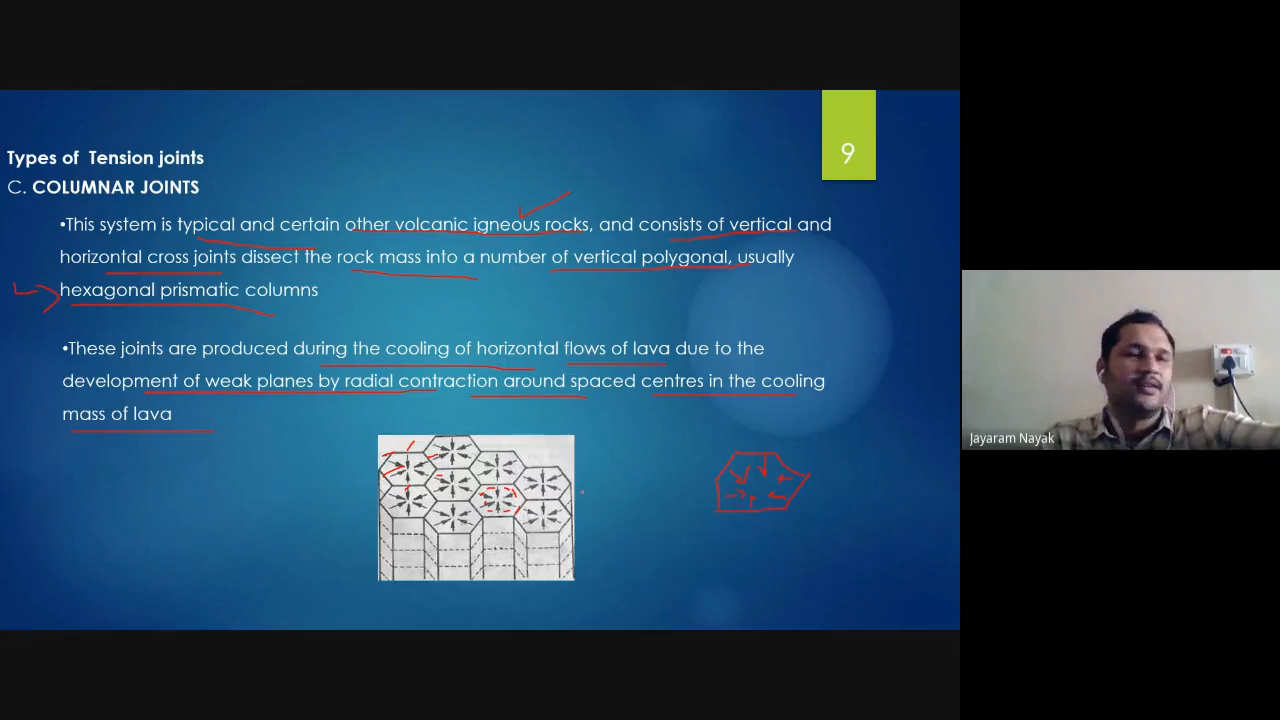 9
Types of Tension joints
C. COLUMNAR JOINTS
•This system is typical and certain other volcanic igneous rocks, and consists of vertical and
horizontal cross joints dissect the rock mass into a number of vertical polygonal, usually
hexagonal prismatic columns
•These joints are produced during the cooling of horizontal flows of lava due to the
development of weak planes by radial contraction around spaced centres in the cooling
mass of lava
Jayaram Nayak